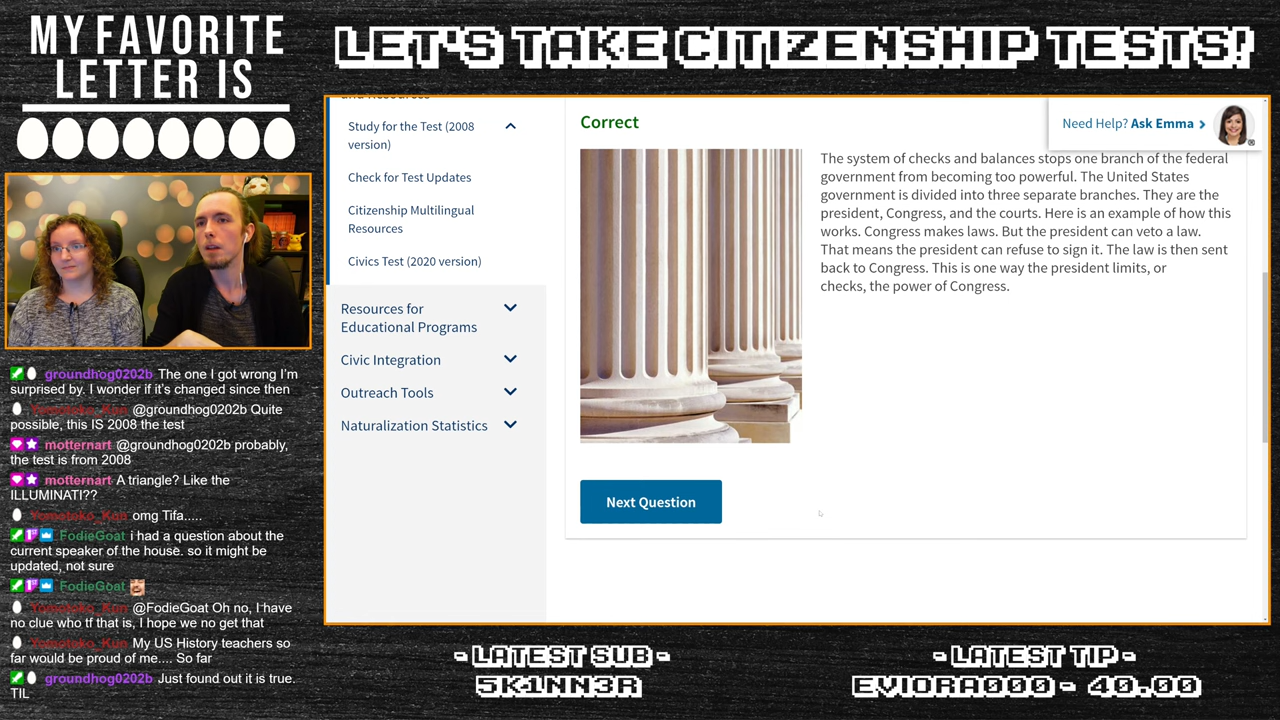 MY FAVORITE
LETTER IS
LET'S TAKE CITIZENSHIP TESTS!
and Resources
Study for the Test (2008
version)
Check for Test Updates
Citizenship Multilingual
Resources
Civics Test (2020 version)
Resources for
Educational Programs
Civic Integration
Outreach Tools
Naturalization Statistics
Correct
Need Help? Ask Emma
The system of checks and balances stops one branch of the federal
government from becoming too powerful. The United States
government is divided into three separate branches. They are the
president, Congress, and the courts. Here is an example of how this
works. Congress makes laws. But the president can veto a law.
That means the president can refuse to sign it. The law is then sent
back to Congress. This is one way the president limits, or
checks, the power of Congress.
Next Question
groundhog0202b The one I got wrong I'm
surprised by. I wonder if it's changed since then
Yomotoko_Kun @groundhog0202b Quite
possible, this IS 2008 the test
motternart @groundhog0202b probably,
the test is from 2008
motternart A triangle? Like the
ILLUMINATI??
Yomotoko_Kun omg Tifa.....
FodieGoat i had a question about the
current speaker of the house. so it might be
updated, not sure
FodieGoat
Yomotoko_Kun @FodieGoat Oh no, I have
no clue who tf that is, I hope we no get that
Yomotoko_Kun My US History teachers so
far would be proud of me.... So far
groundhog0202b Just found out it is true.
TIL
- LATEST SUB -
5K1NN3R
- LATEST TIP -
EVIORA000 - 40.00